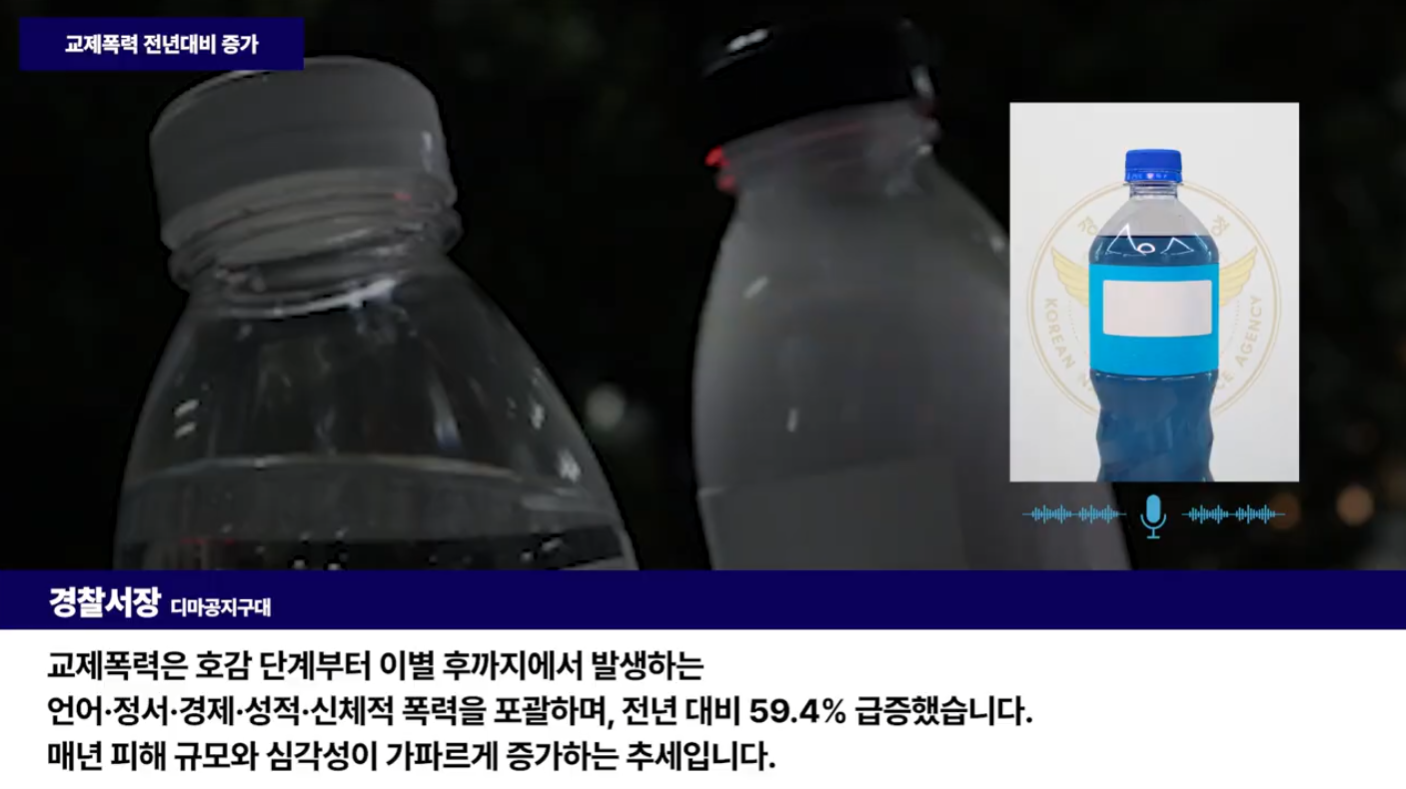 교제폭력 전년대비 증가
KOREAN
AGENCY
경찰서장 디마공지구대
교제폭력은 호감 단계부터 이별 후까지에서 발생하는
언어·정서·경제·성적·신체적 폭력을 포괄하며, 전년 대비 59.4% 급증했습니다.
매년 피해 규모와 심각성이 가파르게 증가하는 추세입니다.